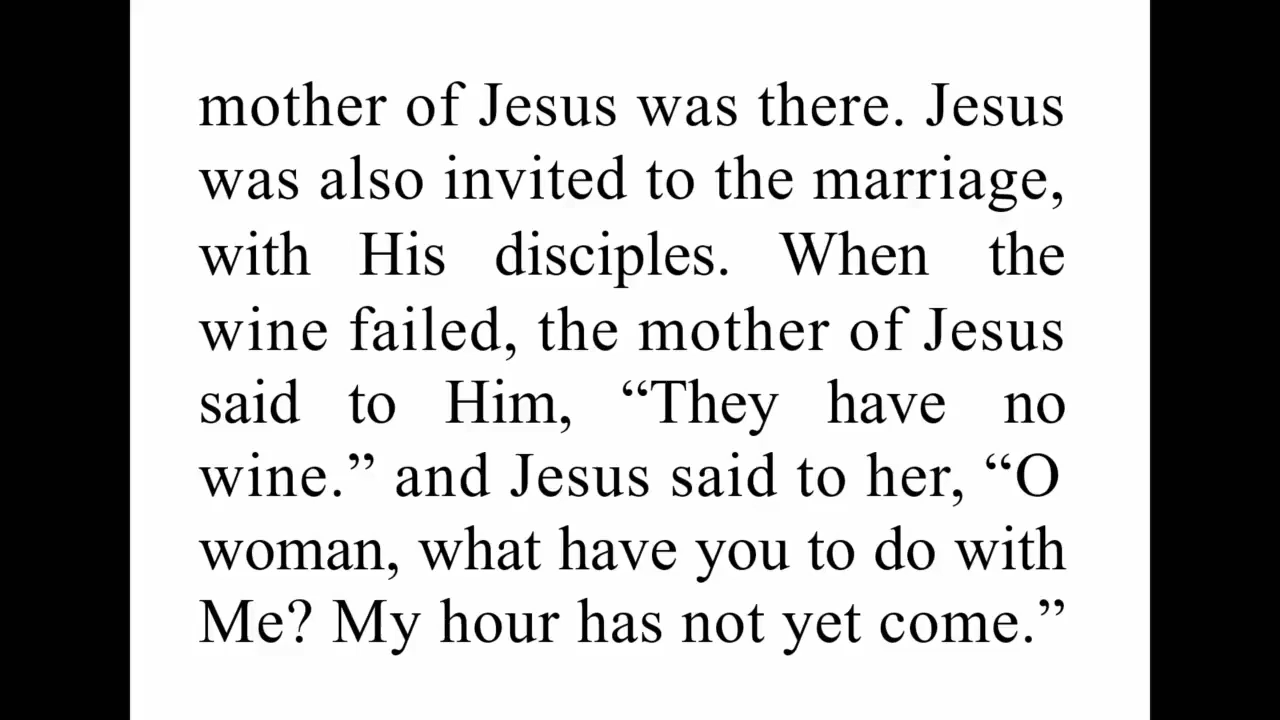 mother of Jesus was there. Jesus
was also invited to the marriage,
with His disciples. When the
wine failed, the mother of Jesus
said to Him, “They have no
wine.” and Jesus said to her, “O
woman, what have you to do with
Me? My hour has not yet come.”